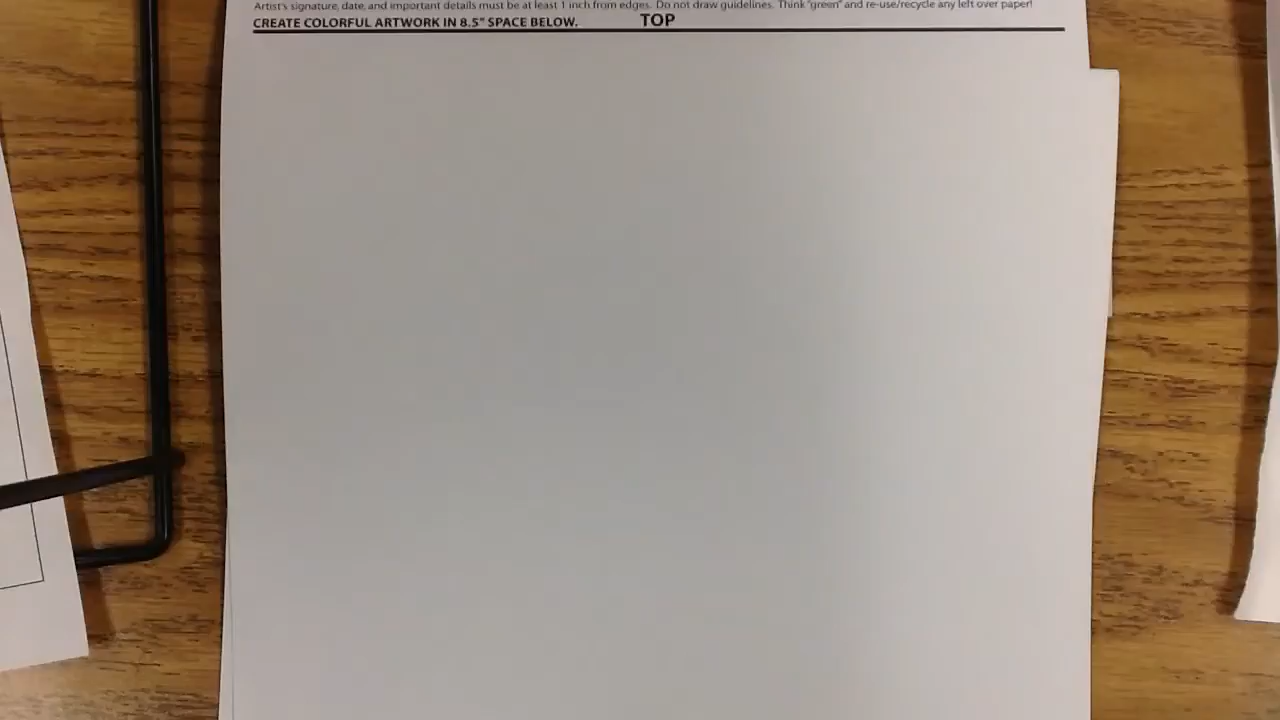 Artist's signature, date, and important details must be at least 1 inch from edges. Do not draw guidelines. Think "green" and re-use/recycle any left over paper!
CREATE COLORFUL ARTWORK IN 8.5" SPACE BELOW. TOP